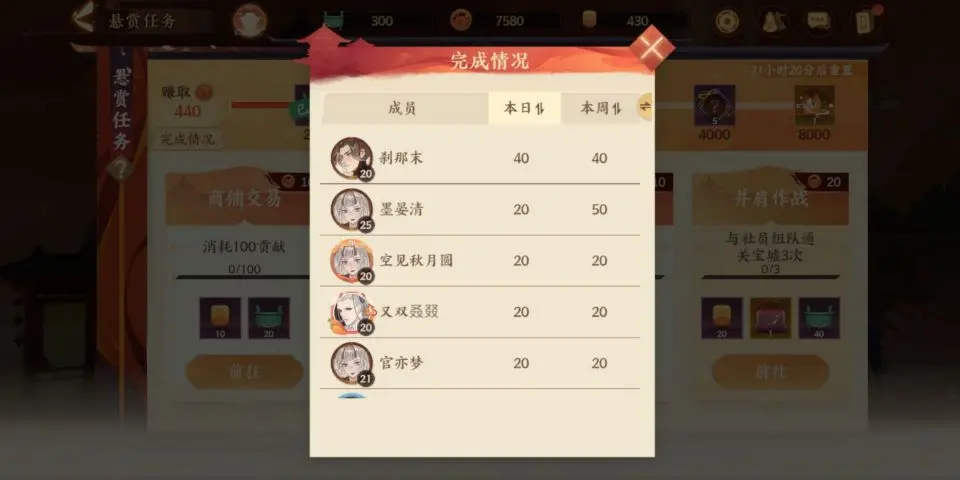 悬赏任务
300
7580
430
完成情况
21小时20分后重置
悬赏任务
?
赚取
440
完成情况
成员
本日
本周
5
4000
8000
刹那末
20
40
40
墨晏清
25
20
50
空见秋月圆
20
20
20
又双叒叕
20
20
20
官亦梦
21
20
20
商铺交易
消耗100贡献
0/100
10
20
前往
20
并肩作战
与社员组队通
关宝墟3次
0/3
20
1
40
前往